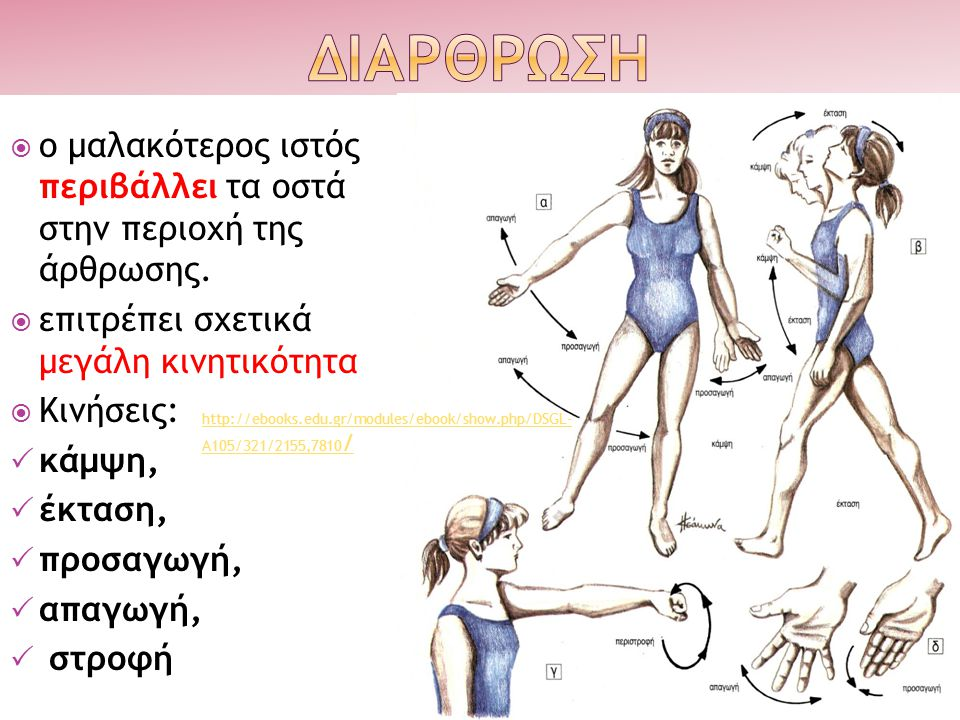 ΔΙΑΡΘΡΩΣΗ
ο μαλακότερος ιστός
περιβάλλει τα οστά
στην περιοχή της
άρθρωσης.
επιτρέπει σχετικά
μεγάλη κινητικότητα
Κινήσεις:
http://ebooks.edu.gr/modules/ebook/show.php/DSGL-
A105/321/2155,7810/
κάμψη,
έκταση,
προσαγωγή,
απαγωγή,
στροφή
α
απαγωγή
προσαγωγή
απαγωγή
προσαγωγή
απαγωγή
προσαγωγή
έκταση
κάμψη
β
κάμψη
έκταση
κάμψη
έκταση
περιστροφή
γ
δ
απαγωγή
προσαγωγή